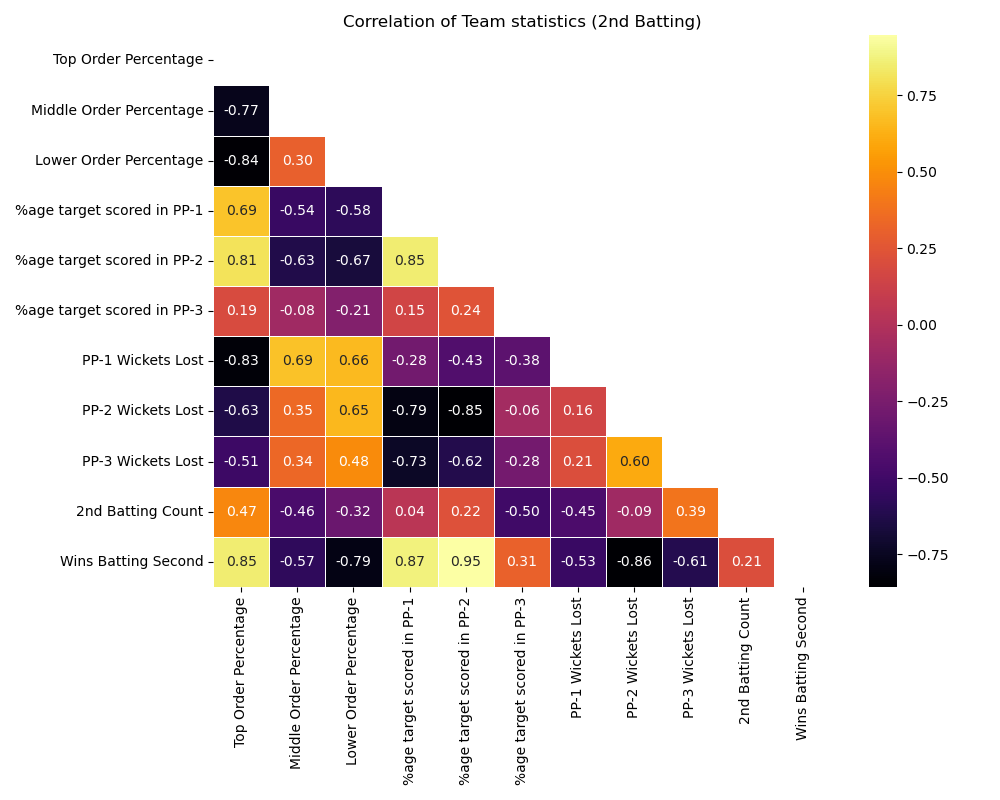 Correlation of Team statistics (2nd Batting)
Top Order Percentage
Middle Order Percentage -0.77
Lower Order Percentage -0.84 0.30
%age target scored in PP-1 0.69 -0.54 -0.58
%age target scored in PP-2 0.81 -0.63 -0.67 0.85
%age target scored in PP-3 0.19 -0.08 -0.21 0.15 0.24
PP-1 Wickets Lost -0.83 0.69 0.66 -0.28 -0.43 -0.38
PP-2 Wickets Lost -0.63 0.35 0.65 -0.79 -0.85 -0.06 0.16
PP-3 Wickets Lost -0.51 0.34 0.48 -0.73 -0.62 -0.28 0.21 0.60
2nd Batting Count 0.47 -0.46 -0.32 0.04 0.22 -0.50 -0.45 -0.09 0.39
Wins Batting Second 0.85 -0.57 -0.79 0.87 0.95 0.31 -0.53 -0.86 -0.61 0.21
Top Order Percentage
Middle Order Percentage
Lower Order Percentage
%age target scored in PP-1
%age target scored in PP-2
%age target scored in PP-3
PP-1 Wickets Lost
PP-2 Wickets Lost
PP-3 Wickets Lost
2nd Batting Count
Wins Batting Second
0.75
0.50
0.25
0.00
−0.25
−0.50
−0.75